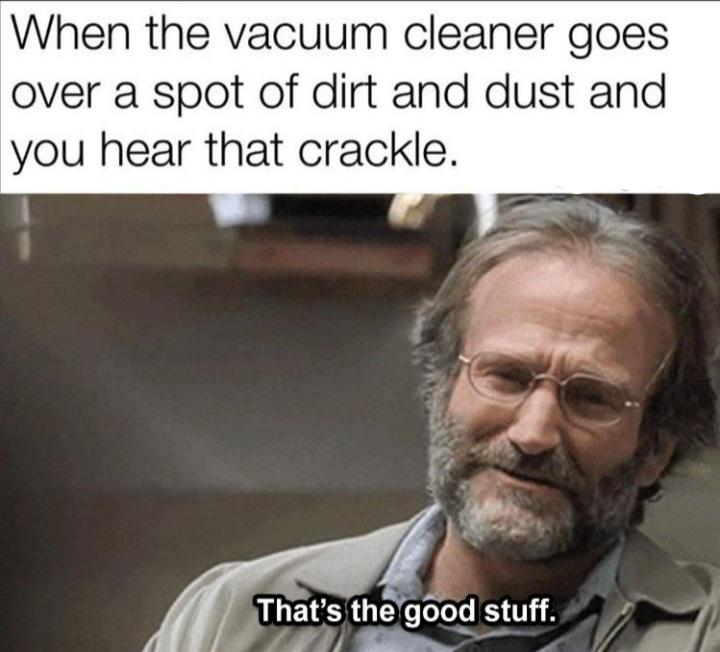 When the vacuum cleaner goes
over a spot of dirt and dust and
you hear that crackle.
That's the good stuff.